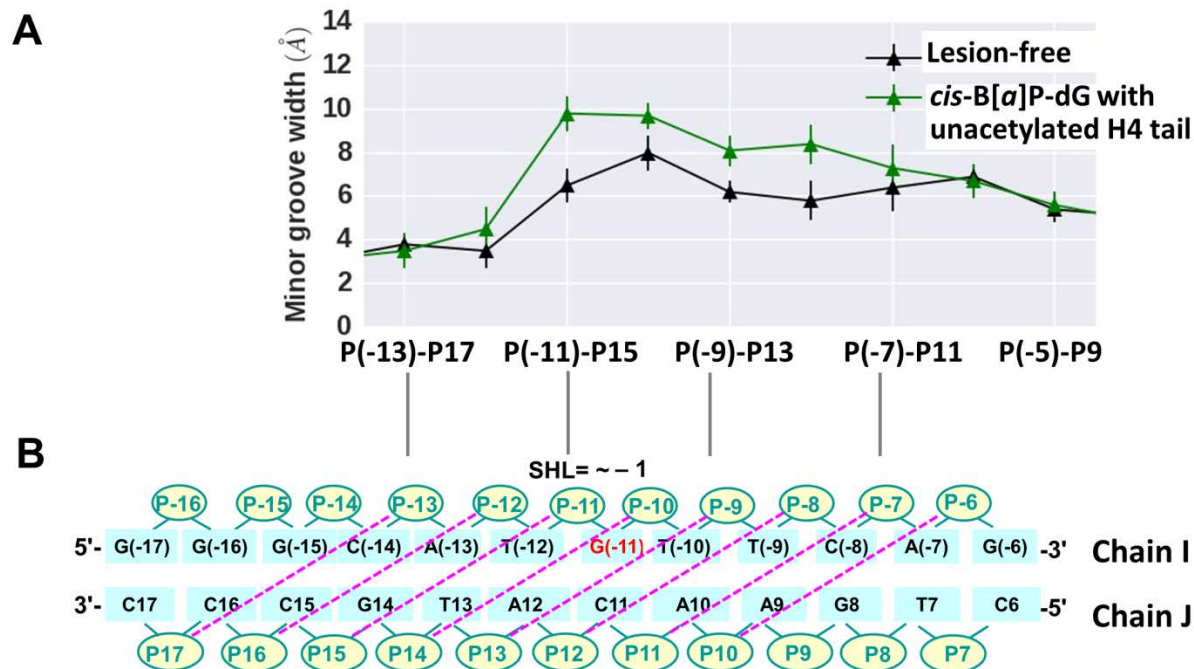 A
Minor groove width (Å)
14
12
10
8
6
4
2
0
Lesion-free
cis-B[a]P-dG with
unacetylated H4 tail
P(-13)-P17 P(-11)-P15 P(-9)-P13 P(-7)-P11 P(-5)-P9
B
SHL= ~ – 1
P-16 P-15 P-14 P-13 P-12 P-11 P-10 P-9 P-8 P-7 P-6
5'- G(-17) G(-16) G(-15) C(-14) A(-13) T(-12) G(-11) T(-10) T(-9) C(-8) A(-7) G(-6) -3' Chain I
3'- C17 C16 C15 G14 T13 A12 C11 A10 A9 G8 T7 C6 -5' Chain J
P17 P16 P15 P14 P13 P12 P11 P10 P9 P8 P7